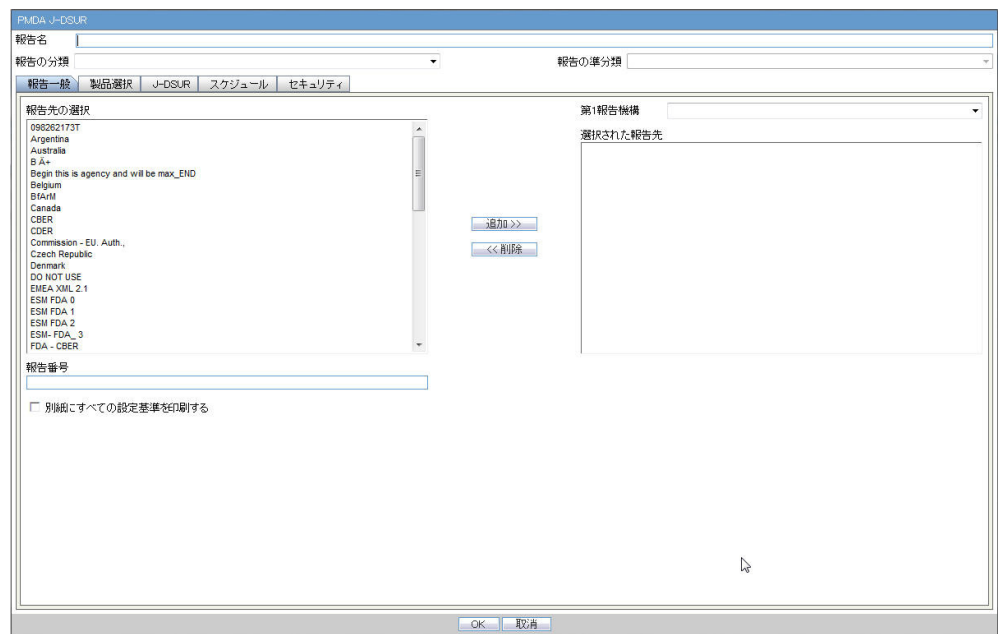 PMDA J-DSUR
報告名
報告の分類
報告の準分類
報告一般 製品選択 J-DSUR スケジュール セキュリティ
報告先の選択
098262173T
Argentina
Australia
B Ä+
Begin this is agency and will be max_END
Belgium
BfArM
Canada
CBER
CDER
Commission - EU. Auth.,
Czech Republic
Denmark
DO NOT USE
EMEA XML 2.1
ESM FDA 0
ESM FDA 1
ESM FDA 2
ESM- FDA_ 3
FDA - CBER
追加 >>
<< 削除
第1報告機構
選択された報告先
報告番号
別紙にすべての設定基準を印刷する
OK 取消